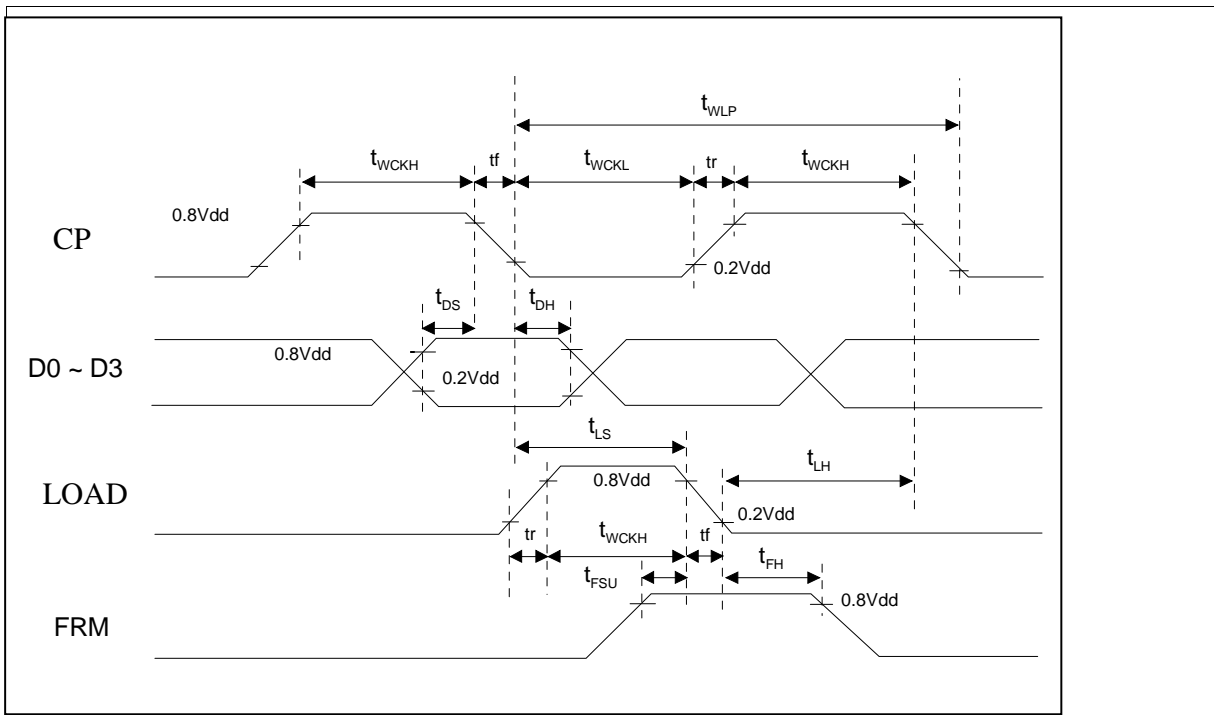 tWLP
tWCKH tf tWCKL tr tWCKH
0.8Vdd
CP
0.2Vdd
tDS tDH
0.8Vdd
D0 ~ D3
0.2Vdd
tLS
tLH
0.8Vdd
LOAD
0.2Vdd
tr tWCKH tf
tFSU tFH
0.8Vdd
FRM